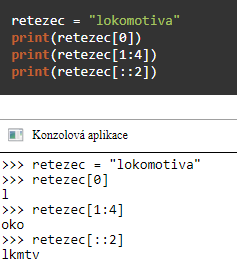 retezec = "lokomotiva"
print(retezec[0])
print(retezec[1:4])
print(retezec[::2])
Konzolová aplikace
>>> retezec = "lokomotiva"
>>> retezec[0]
l
>>> retezec[1:4]
oko
>>> retezec[::2]
lkmtv